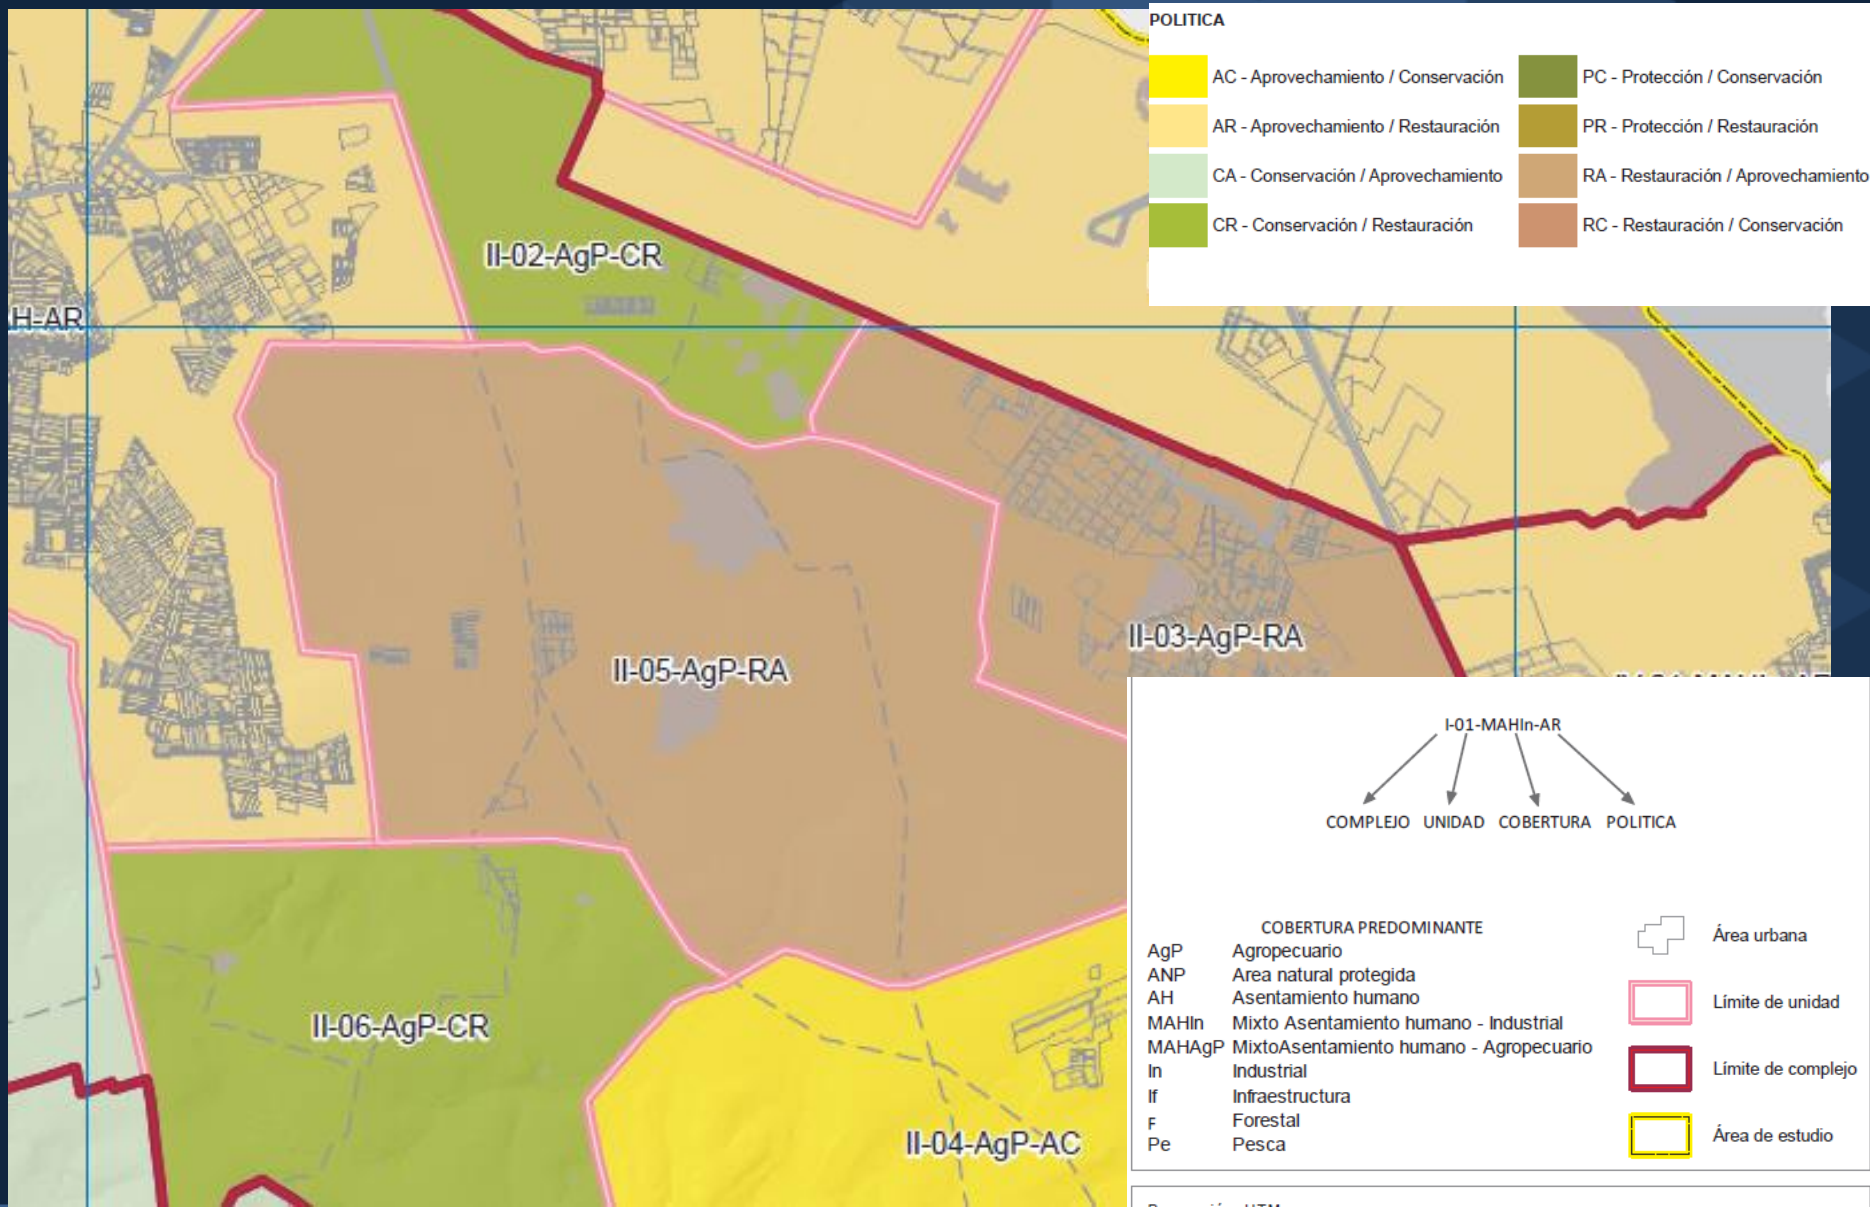 POLITICA
AC - Aprovechamiento / Conservación
PC - Protección / Conservación
AR - Aprovechamiento / Restauración
PR - Protección / Restauración
CA - Conservación / Aprovechamiento
RA - Restauración / Aprovechamiento
CR - Conservación / Restauración
RC - Restauración / Conservación
II-02-AgP-CR
H-AR
II-03-AgP-RA
II-05-AgP-RA
II-06-AgP-CR
II-04-AgP-AC
I-01-MAHIn-AR
COMPLEJO UNIDAD COBERTURA POLITICA
COBERTURA PREDOMINANTE
AgP Agropecuario
ANP Area natural protegida
AH Asentamiento humano
MAHIn Mixto Asentamiento humano - Industrial
MAHAgP MixtoAsentamiento humano - Agropecuario
In Industrial
If Infraestructura
F Forestal
Pe Pesca
Área urbana
Límite de unidad
Límite de complejo
Área de estudio